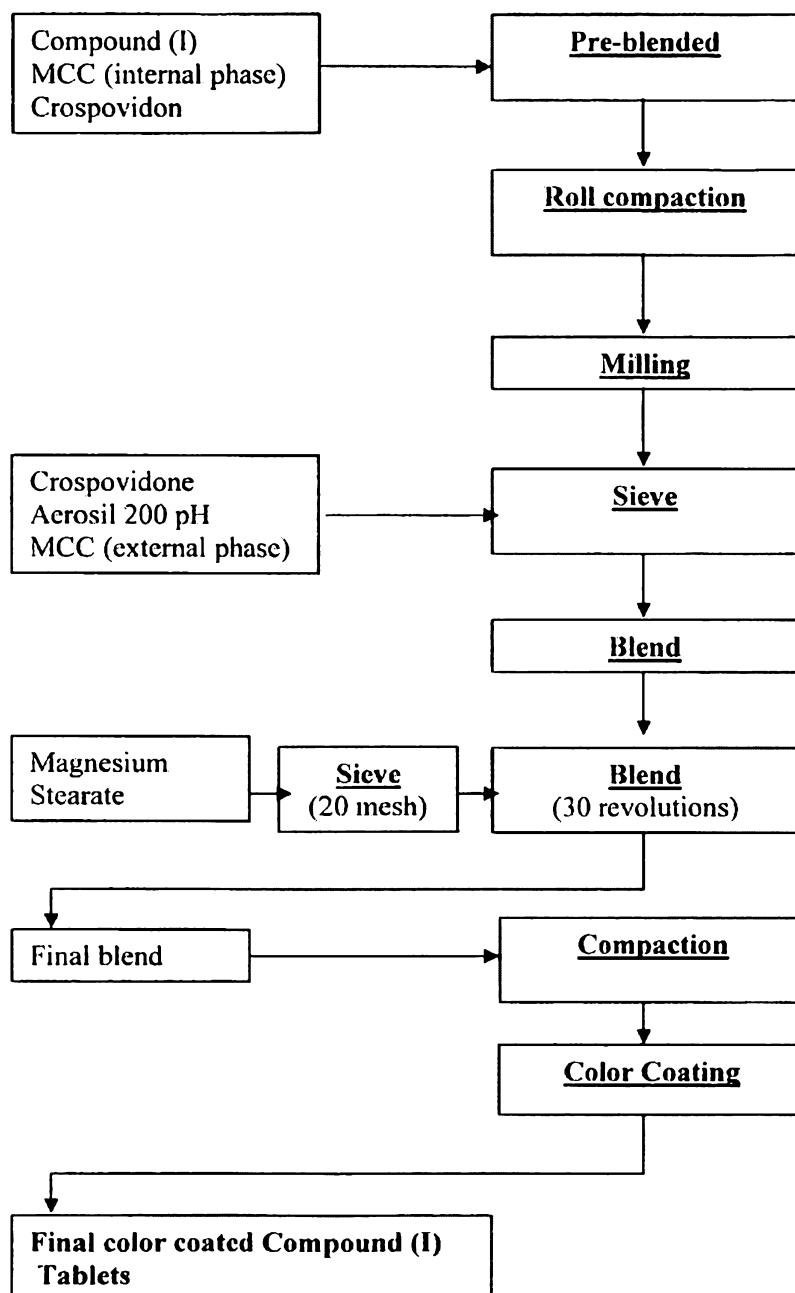 Compound (I)
MCC (internal phase)
Crospovidon
Pre-blended
Roll compaction
Milling
Crospovidone
Aerosil 200 pH
MCC (external phase)
Sieve
Blend
Magnesium
Stearate
Sieve
(20 mesh)
Blend
(30 revolutions)
Final blend
Compaction
Color Coating
Final color coated Compound (I)
Tablets